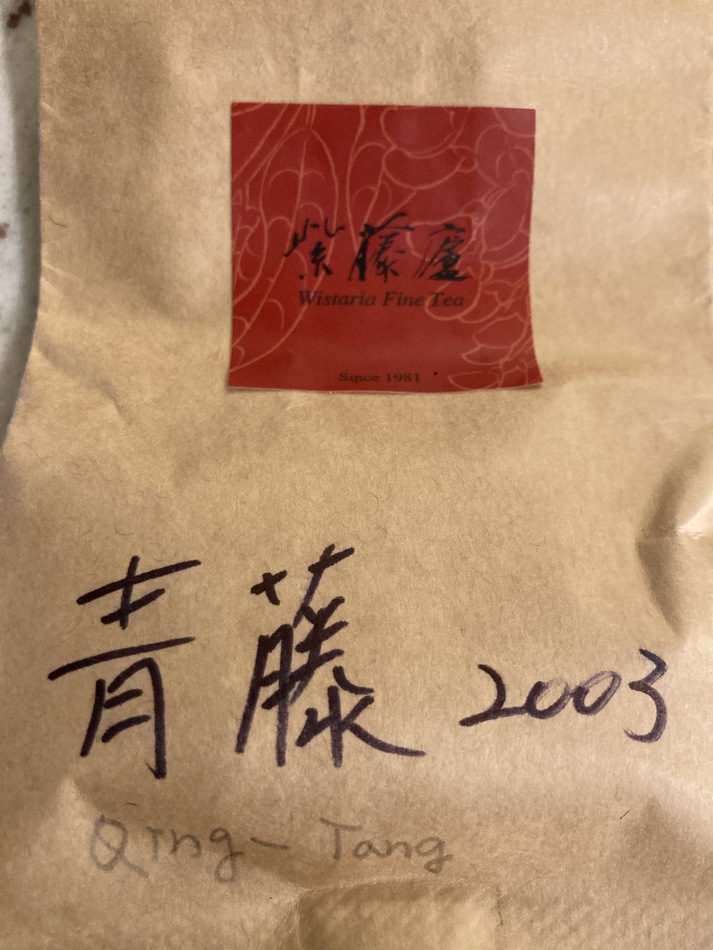 紫藤廬
Wistaria Fine Tea
Since 1981
青藤 2003
Qing-Tang